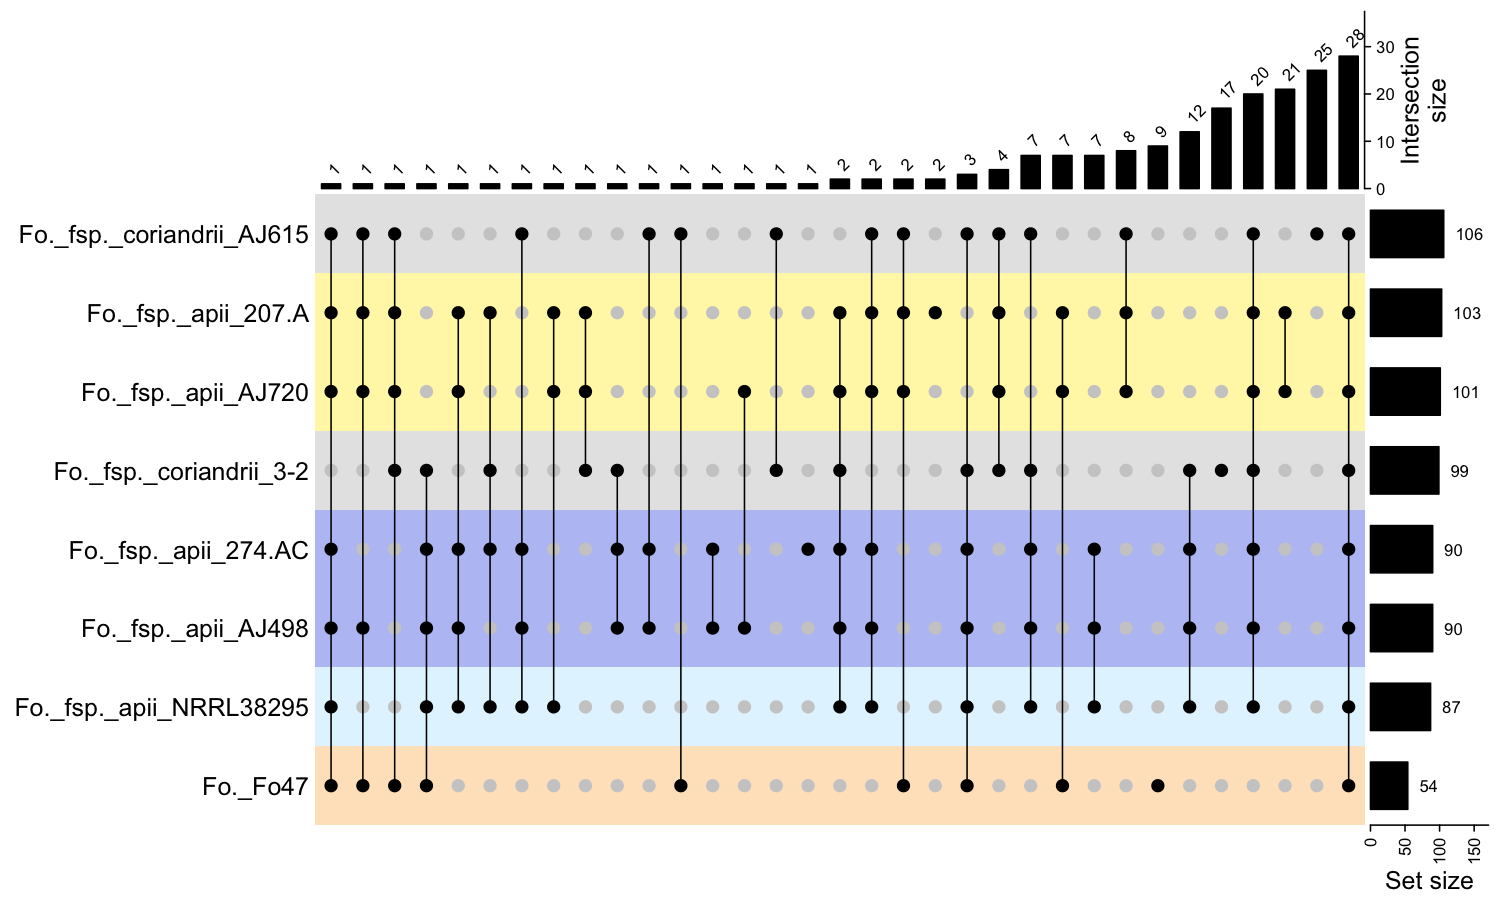 1 1 1 1 1 1 1 1 1 1 1 1 1 1 1 1 2 2 2 2 3 4 7 7 7 8 9 12 17 20 21 25 28
30
20
10
0
Intersection
size
Fo._fsp._coriandrii_AJ615 106
Fo._fsp._apii_207.A 103
Fo._fsp._apii_AJ720 101
Fo._fsp._coriandrii_3-2 99
Fo._fsp._apii_274.AC 90
Fo._fsp._apii_AJ498 90
Fo._fsp._apii_NRRL38295 87
Fo._Fo47 54
0 50 100 150
Set size